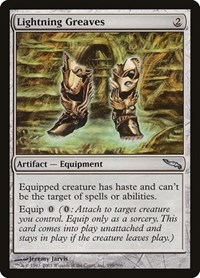 Lightning Greaves 2
Artifact — Equipment
Equipped creature has haste and can't
be the target of spells or abilities.
Equip 0 (0: Attach to target creature
you control. Equip only as a sorcery. This
card comes into play unattached and
stays in play if the creature leaves play.)
Jeremy Jarvis